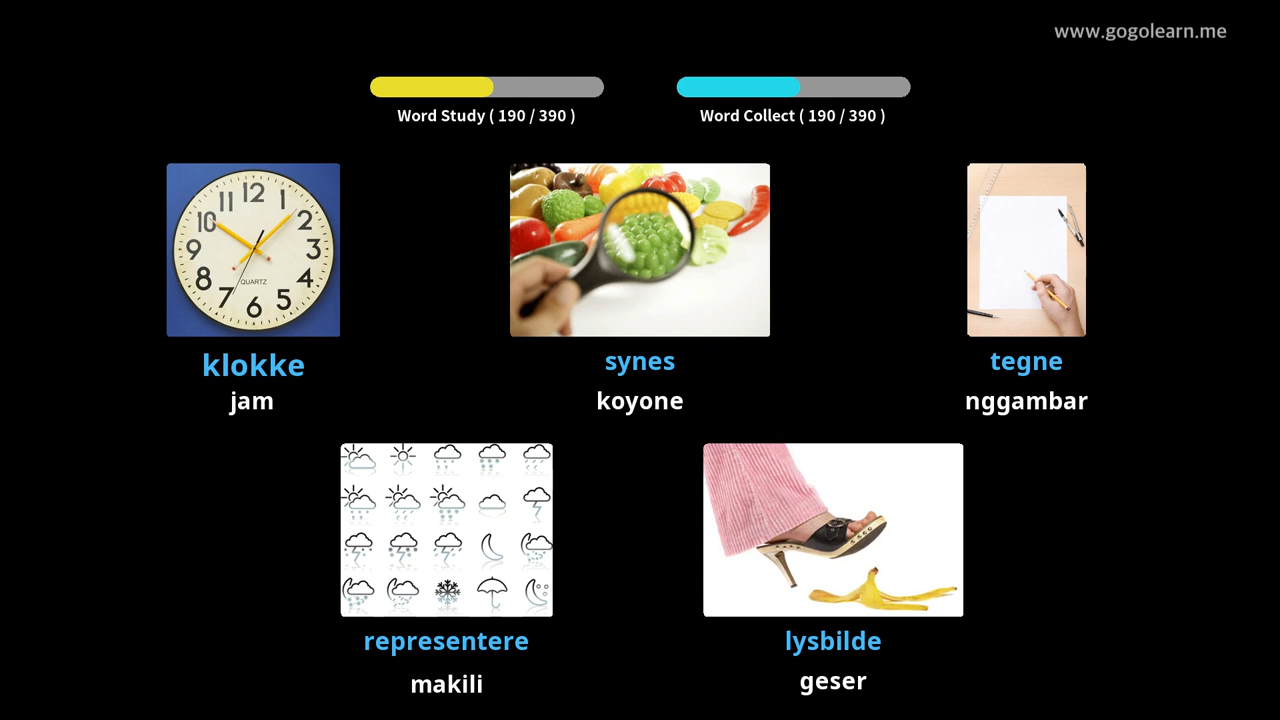 www.gogolearn.me
Word Study ( 190 / 390 )
Word Collect ( 190 / 390 )
12
1
2
3
4
5
6
7
8
9
10
11
QUARTZ
klokke
jam
synes
koyone
tegne
nggambar
representere
makili
lysbilde
geser